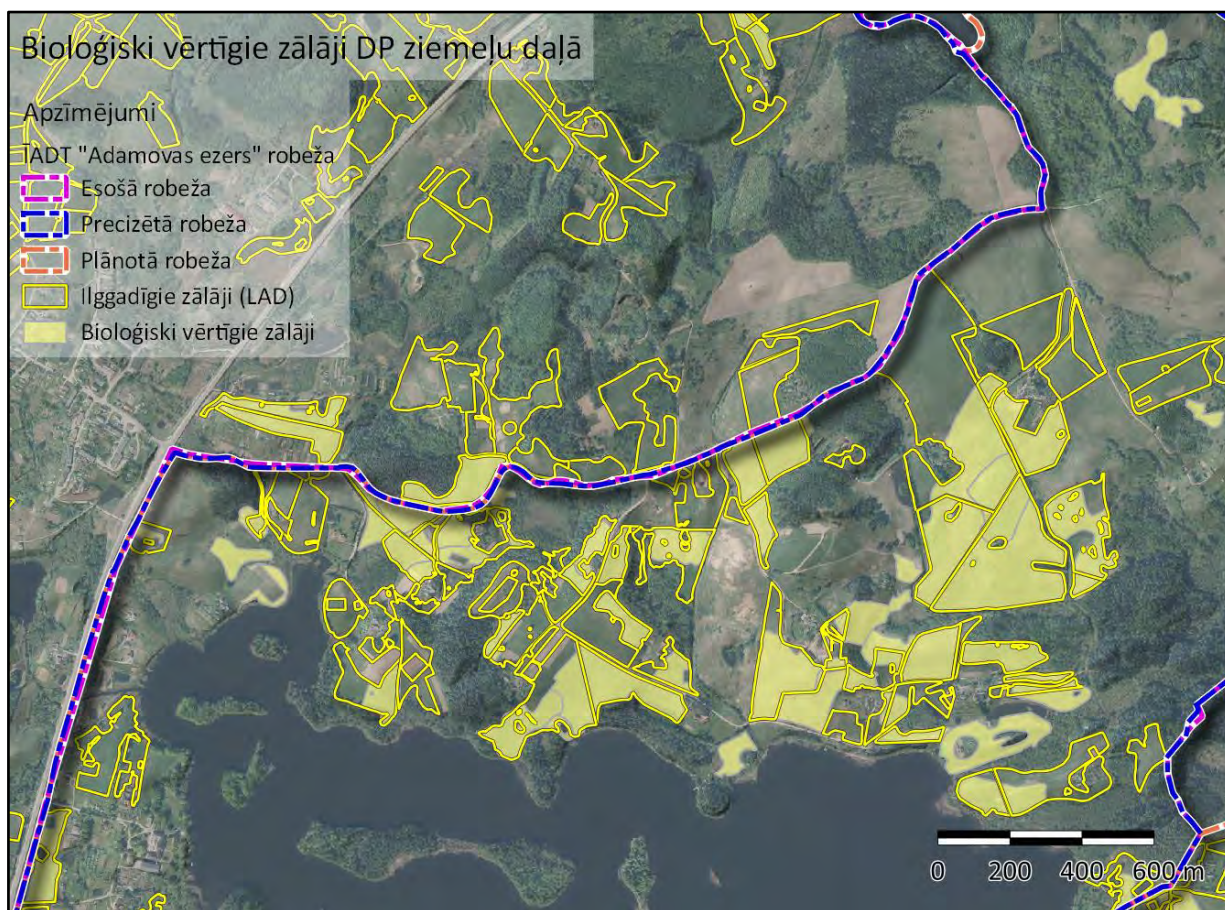 Bioloģiski vērtīgie zālāji DP ziemeļu daļā
Apzīmējumi
ĪADT "Adamovas ezers" robeža
Esošā robeža
Precizētā robeža
Plānotā robeža
Ilggadīgie zālāji (LAD)
Bioloģiski vērtīgie zālāji
0 200 400 600 m